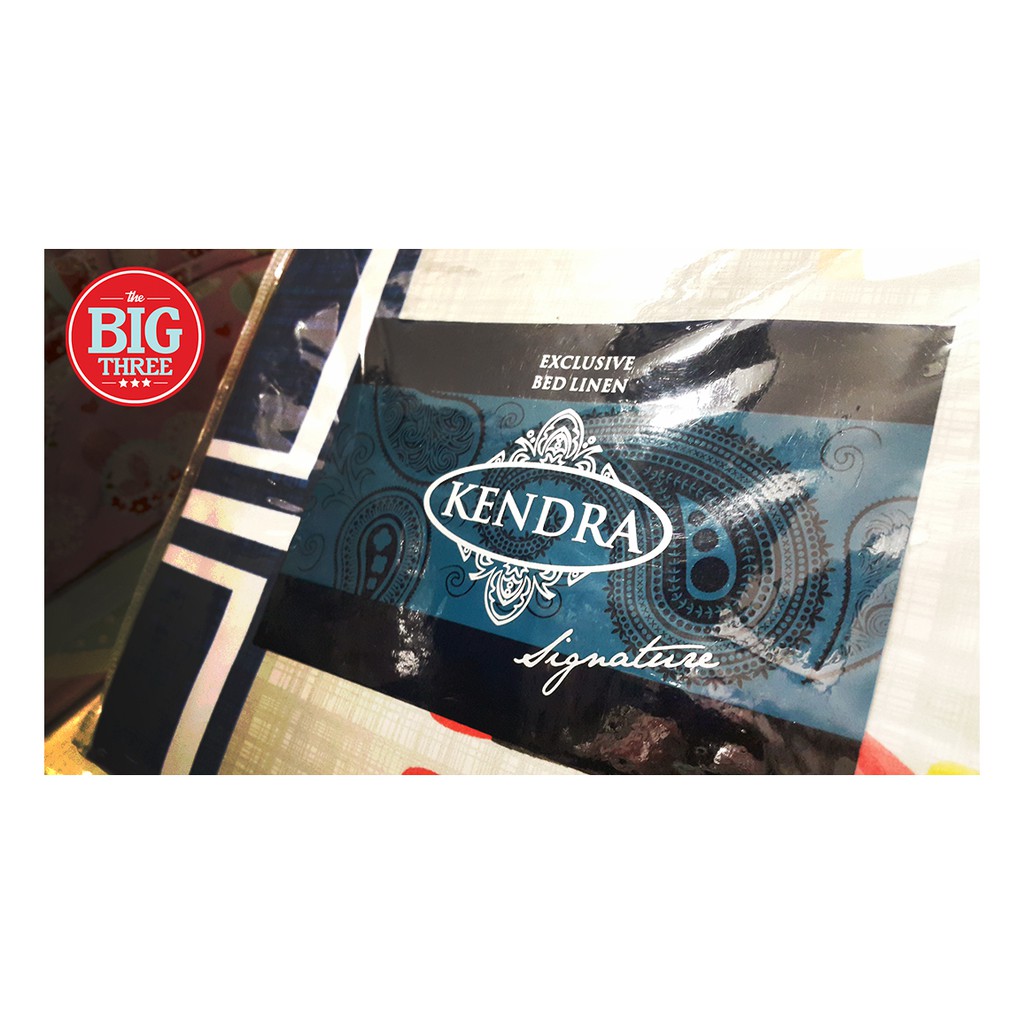 the
BIG
THREE
EXCLUSIVE
BED LINEN
KENDRA
Signature